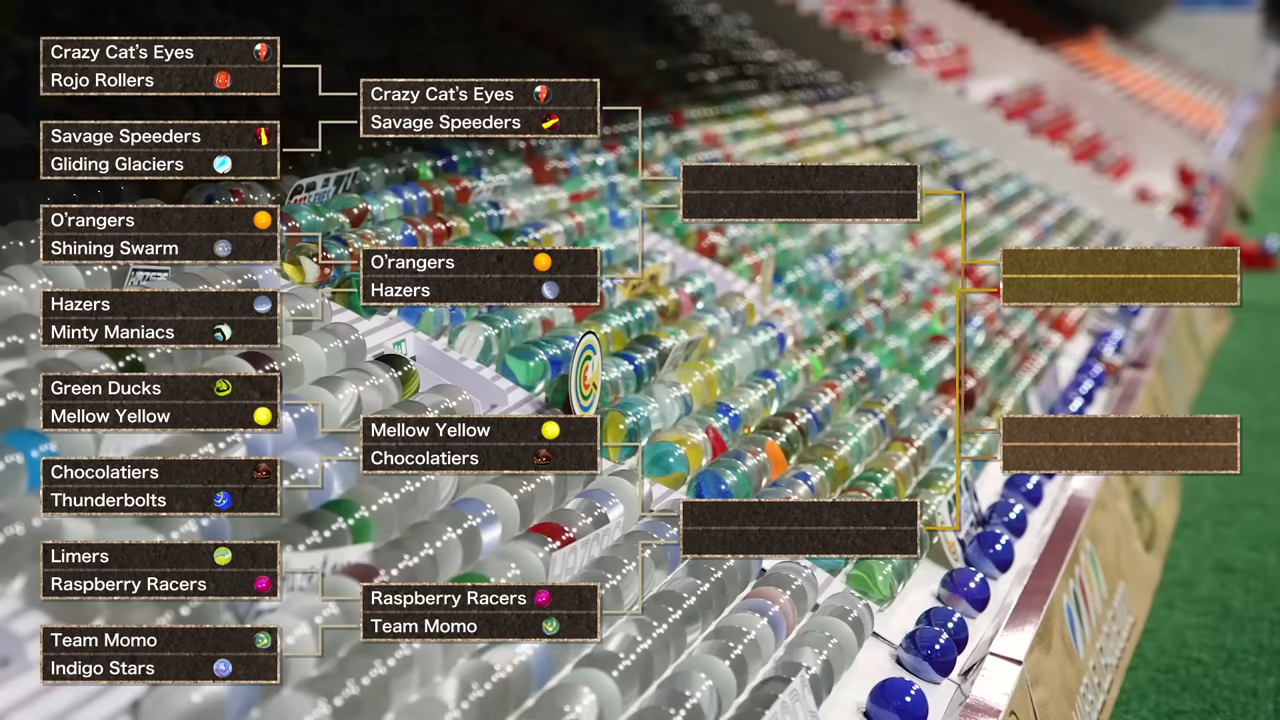 Crazy Cat's Eyes
Rojo Rollers
Savage Speeders
Gliding Glaciers
O'rangers
Shining Swarm
Hazers
Minty Maniacs
Green Ducks
Mellow Yellow
Chocolatiers
Thunderbolts
Limers
Raspberry Racers
Team Momo
Indigo Stars
Crazy Cat's Eyes
Savage Speeders
O'rangers
Hazers
Mellow Yellow
Chocolatiers
Raspberry Racers
Team Momo
HAZERS